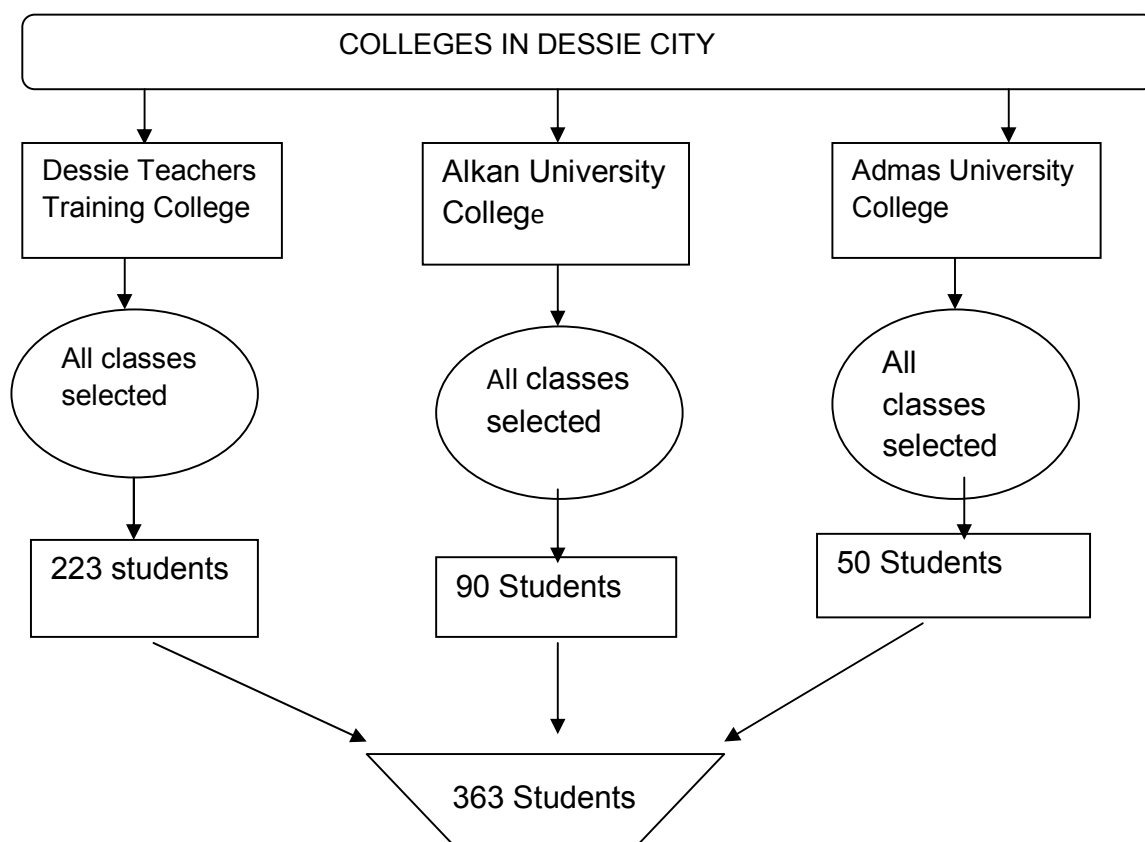 COLLEGES IN DESSIE CITY
Dessie Teachers
Training College
Alkan University
College
Admas University
College
All classes
selected
All classes
selected
All
classes
selected
223 students
90 Students
50 Students
363 Students